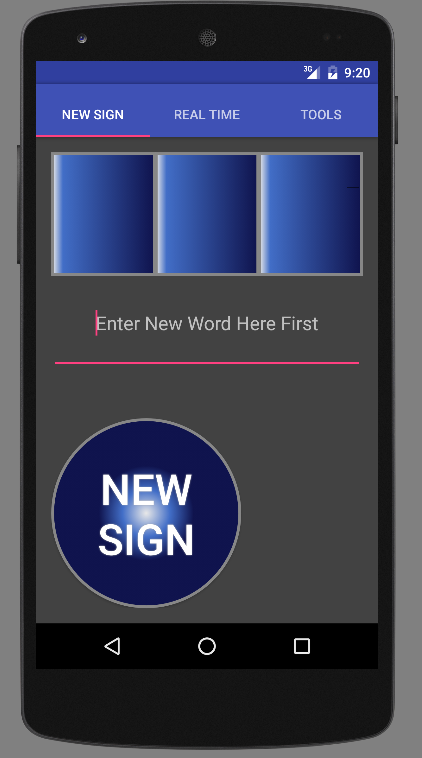 3G 9:20
NEW SIGN REAL TIME TOOLS
Enter New Word Here First
NEW
SIGN